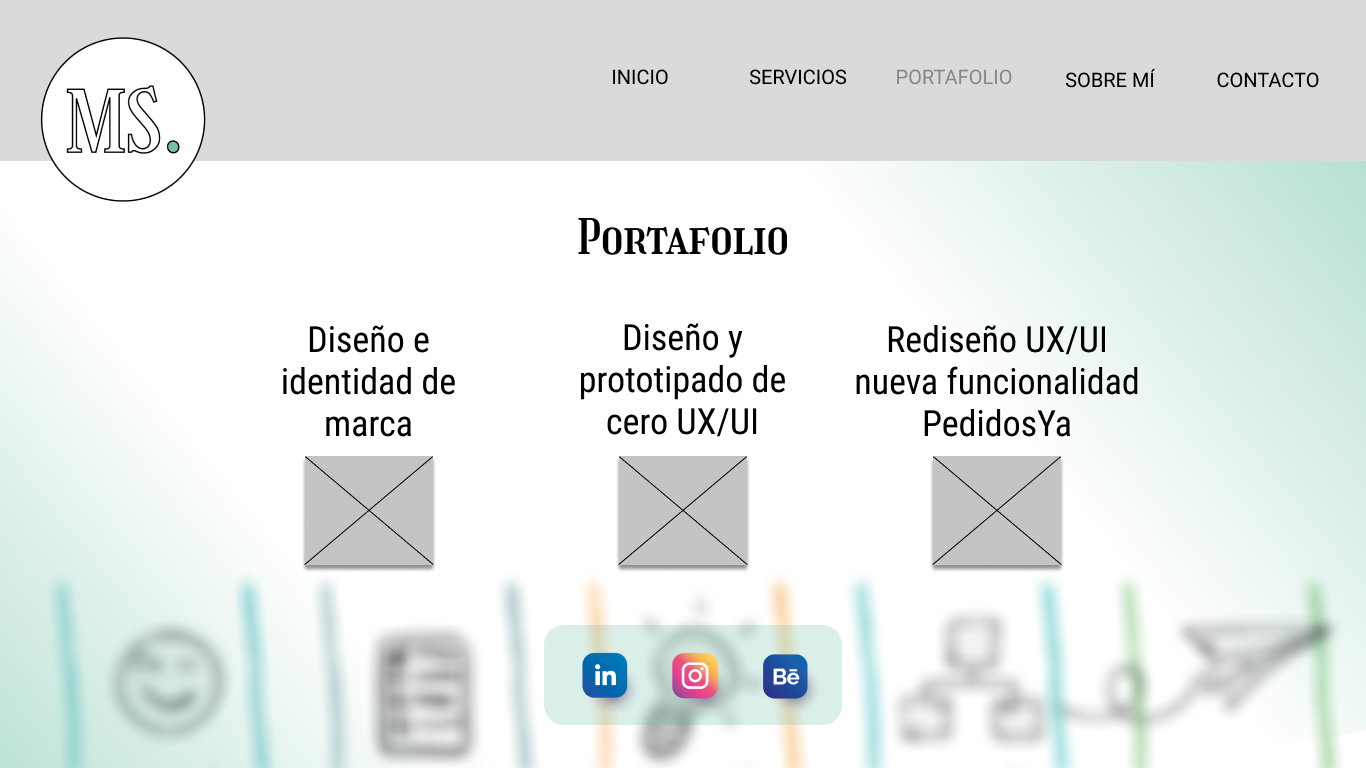 MS.
INICIO
SERVICIOS
PORTAFOLIO
SOBRE MÍ
CONTACTO
Portafolio
Diseño e
identidad de
marca
Diseño y
prototipado de
cero UX/UI
Rediseño UX/UI
nueva funcionalidad
PedidosYa
in
Bē